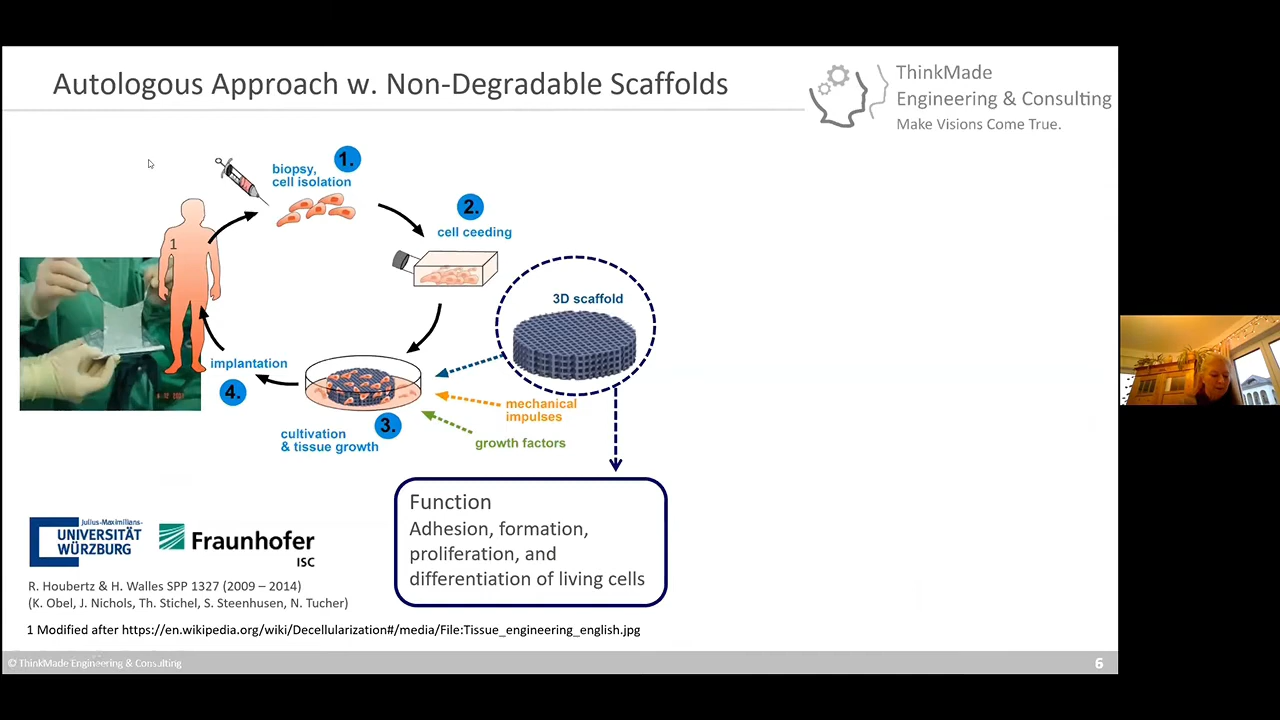 Autologous Approach w. Non-Degradable Scaffolds
ThinkMade
Engineering & Consulting
Make Visions Come True.
1.
biopsy,
cell isolation
2.
cell ceeding
1
3D scaffold
implantation
4.
mechanical
impulses
3.
cultivation
& tissue growth
growth factors
Function
Adhesion, formation,
proliferation, and
differentiation of living cells
Julius-Maximilians-
UNIVERSITÄT
WÜRZBURG
Fraunhofer
ISC
R. Houbertz & H. Walles SPP 1327 (2009 – 2014)
(K. Obel, J. Nichols, Th. Stichel, S. Steenhusen, N. Tucher)
1 Modified after https://en.wikipedia.org/wiki/Decellularization#/media/File:Tissue_engineering_english.jpg
© ThinkMade Engineering & Consulting
6